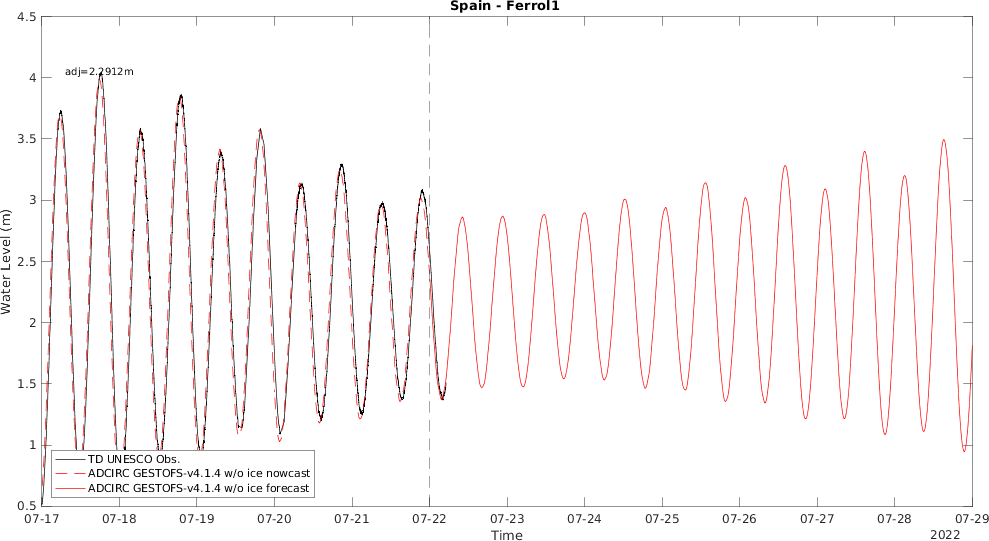 Spain - Ferrol1
4.5
4
3.5
3
2.5
2
1.5
1
0.5
Water Level (m)
adj=2.2912m
TD UNESCO Obs.
ADCIRC GESTOFS-v4.1.4 w/o ice nowcast
ADCIRC GESTOFS-v4.1.4 w/o ice forecast
07-17 07-18 07-19 07-20 07-21 07-22 07-23 07-24 07-25 07-26 07-27 07-28 07-29
Time
2022